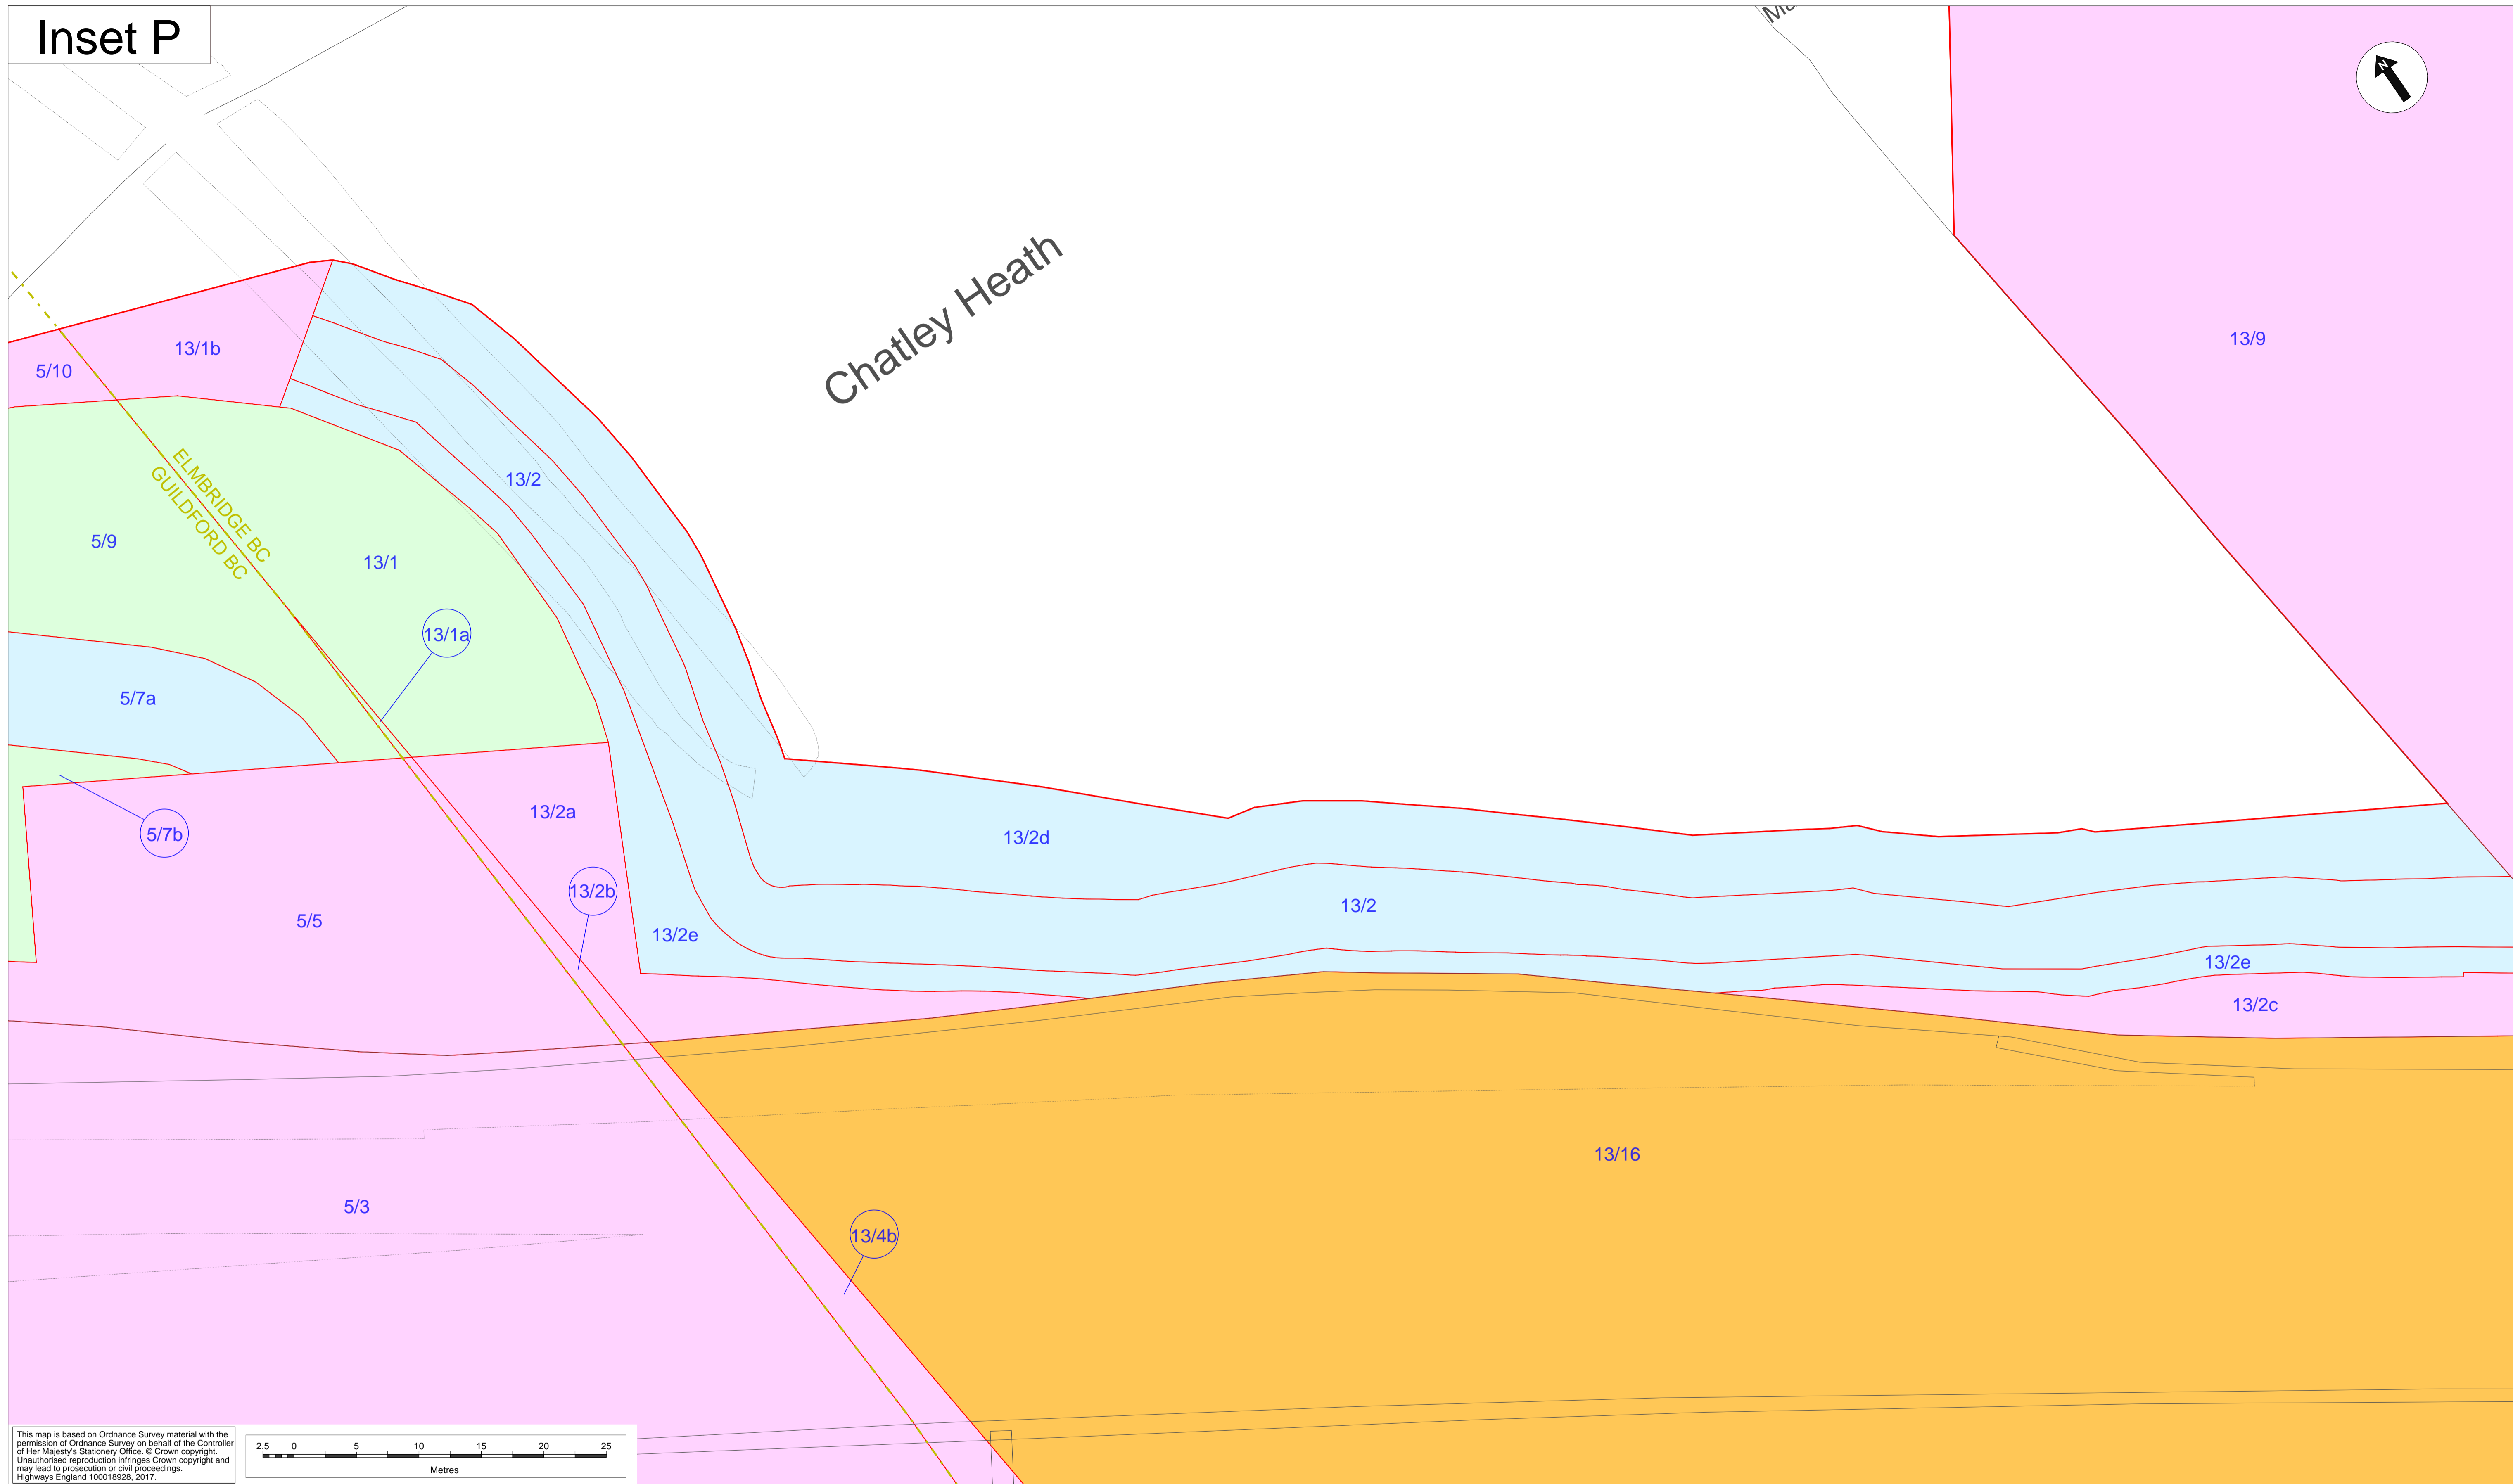 Inset P
N
Chatley Heath
13/9
13/1b
5/10
13/2
ELMBRIDGE BC
GUILDFORD BC
5/9
13/1
13/1a
5/7a
13/2a
5/7b
13/2d
13/2b
13/2
5/5
13/2e
13/2e
13/2c
13/16
5/3
13/4b
This map is based on Ordnance Survey material with the
permission of Ordnance Survey on behalf of the Controller
of Her Majesty's Stationery Office. © Crown copyright.
Unauthorised reproduction infringes Crown copyright and
may lead to prosecution or civil proceedings.
Highways England 100018928, 2017.
2.5 0 5 10 15 20 25
Metres